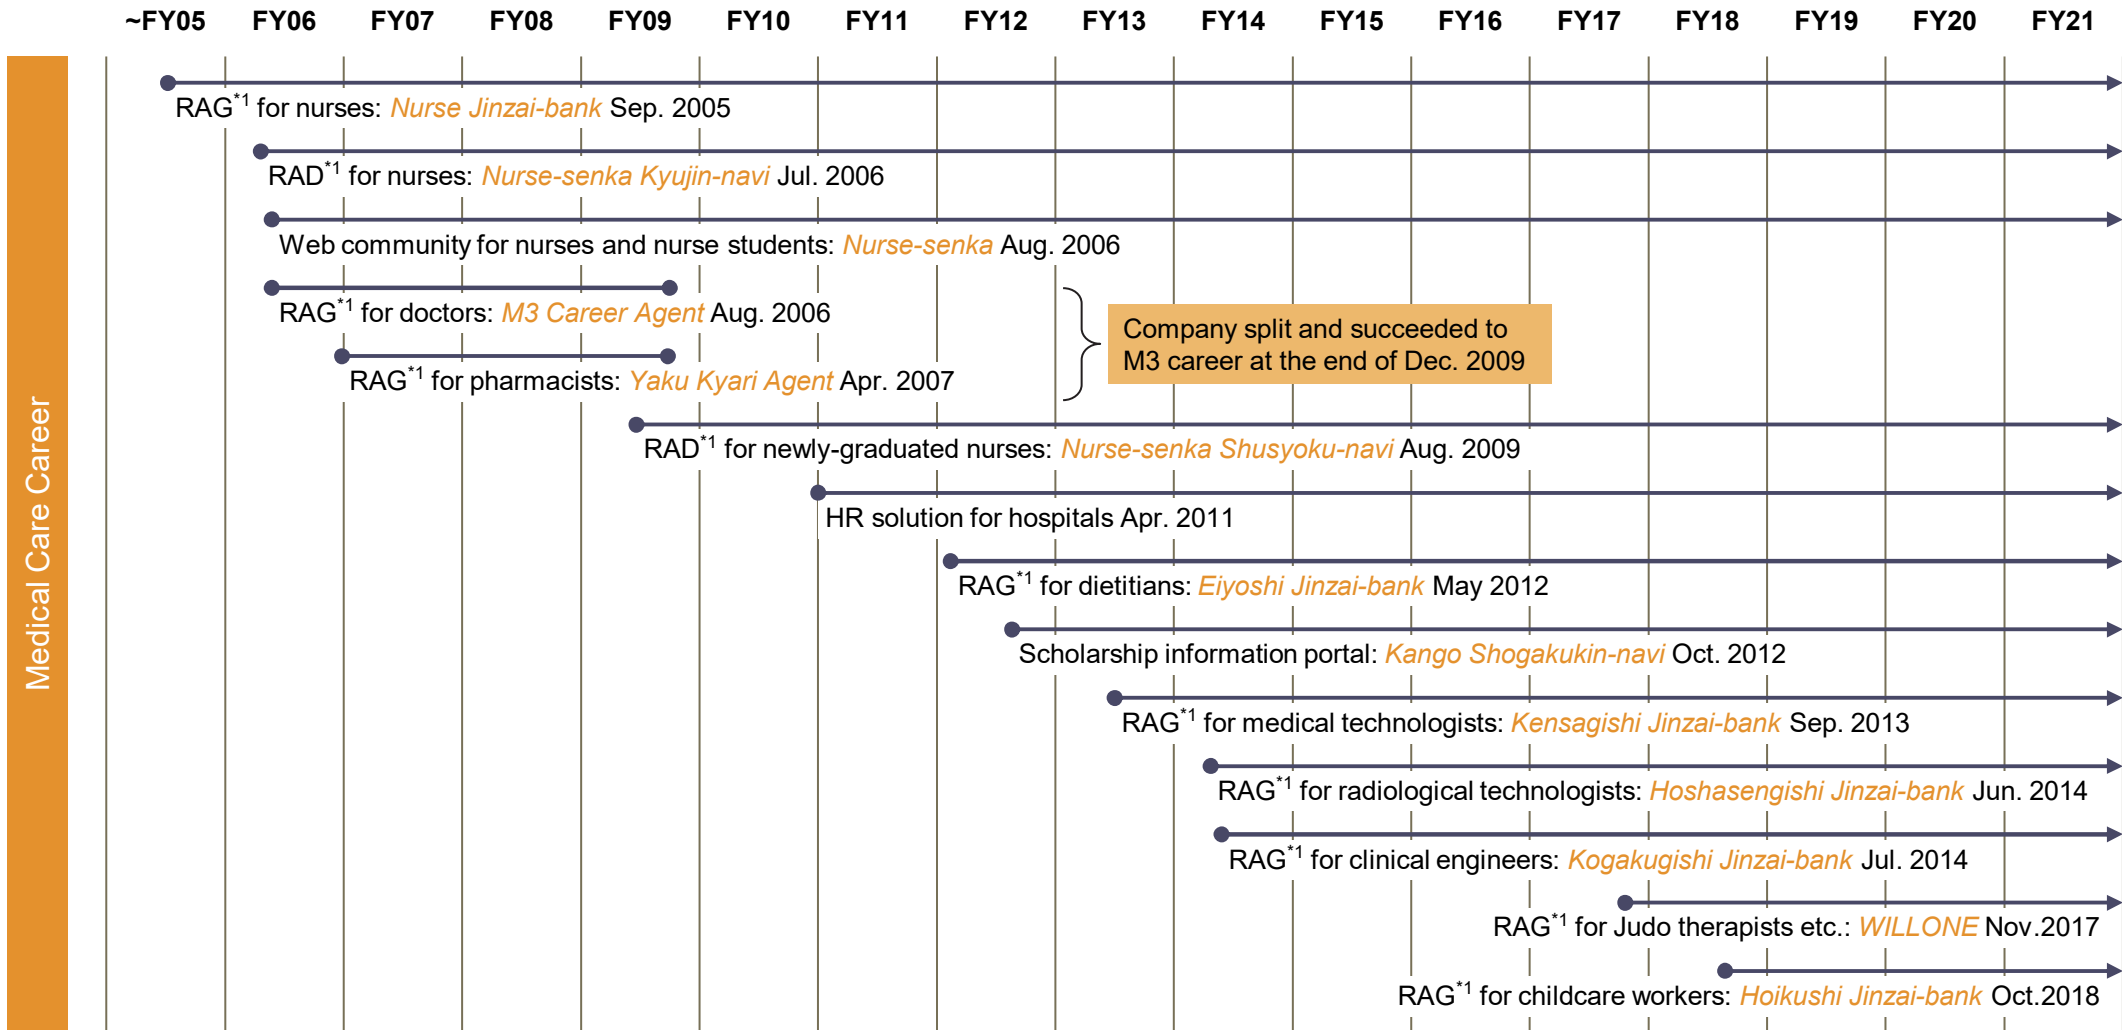 ~FY05 FY06 FY07 FY08 FY09 FY10 FY11 FY12 FY13 FY14 FY15 FY16 FY17 FY18 FY19 FY20 FY21
Medical Care Career
RAG*1 for nurses: Nurse Jinzai-bank Sep. 2005
RAD*1 for nurses: Nurse-senka Kyujin-navi Jul. 2006
Web community for nurses and nurse students: Nurse-senka Aug. 2006
RAG*1 for doctors: M3 Career Agent Aug. 2006
RAG*1 for pharmacists: Yaku Kyari Agent Apr. 2007
Company split and succeeded to
M3 career at the end of Dec. 2009
RAD*1 for newly-graduated nurses: Nurse-senka Shusyoku-navi Aug. 2009
HR solution for hospitals Apr. 2011
RAG*1 for dietitians: Eiyoshi Jinzai-bank May 2012
Scholarship information portal: Kango Shogakukin-navi Oct. 2012
RAG*1 for medical technologists: Kensagishi Jinzai-bank Sep. 2013
RAG*1 for radiological technologists: Hoshasengishi Jinzai-bank Jun. 2014
RAG*1 for clinical engineers: Kogakugishi Jinzai-bank Jul. 2014
RAG*1 for Judo therapists etc.: WILLONE Nov.2017
RAG*1 for childcare workers: Hoikushi Jinzai-bank Oct.2018